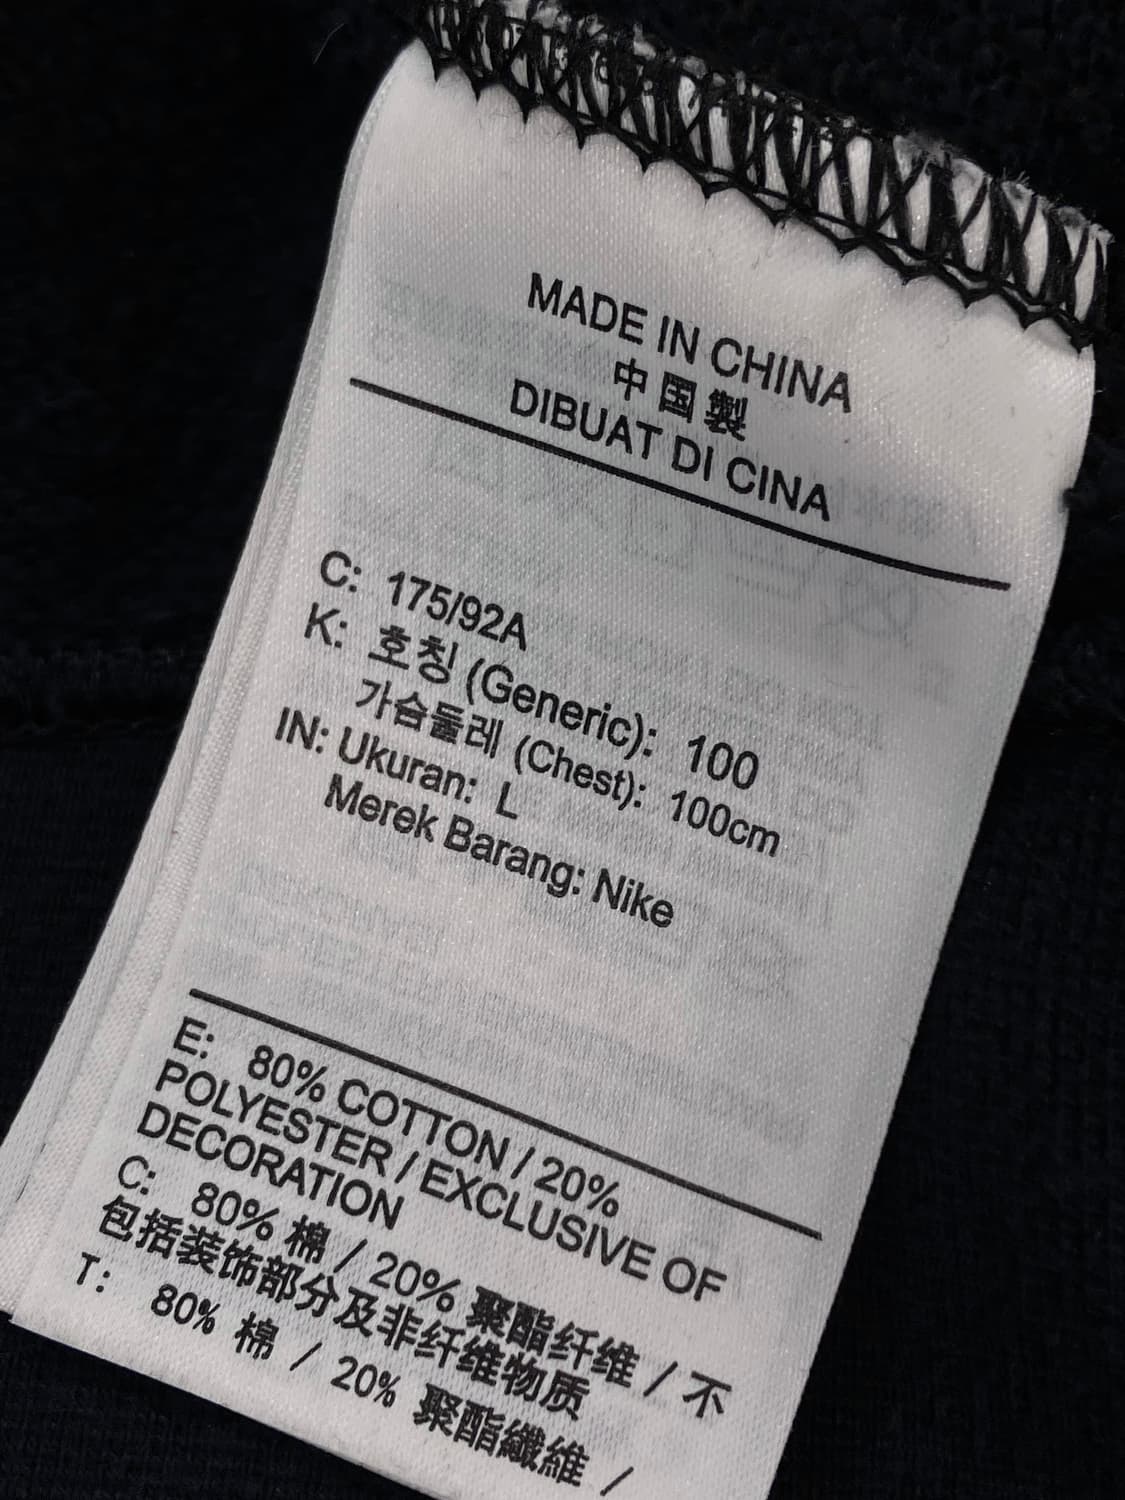 MADE IN CHINA
中国製
DIBUAT DI CINA
C: 175/92A
K: 호칭 (Generic): 100
가슴둘레 (Chest): 100cm
IN: Ukuran: L
Merek Barang: Nike
E: 80% COTTON / 20%
POLYESTER / EXCLUSIVE OF
DECORATION
C: 80% 棉 / 20% 聚酯纤维 / 不
包括装饰部分及非纤维物质
T: 80% 棉 / 20% 聚酯纖維 /